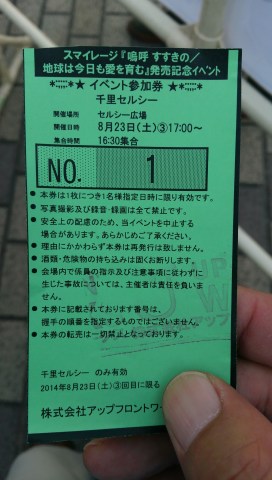 スマイレージ『嗚呼 すすきの／
地球は今日も愛を育む』発売記念イベント
★ イベント参加券 ★
千里セルシー
開催場所 セルシー広場
開催日時 8月23日(土)③17:00～
集合時間 16:30集合
NO. 1
●本券は1枚につき1名様指定日時に限り有効です。
●写真撮影及び録音・録画は全て禁止です。
●安全上の配慮のため、当イベントを中止する
場合があります。あらかじめご了承ください。
●理由にかかわらず本券の再発行は致しません。
●酒類・危険物の持ち込みは固くお断りします。
●会場内で係員の指示及び注意事項に従わずに
生じた事故については、主催者は責任を負いま
せん。
●本券に記載されております番号は、
握手の順番を指定するものではございません。
●本券の転売は一切禁止となっております。
千里セルシー のみ有効
2014年8月23日(土)③回目に限る
株式会社アップフロントワ